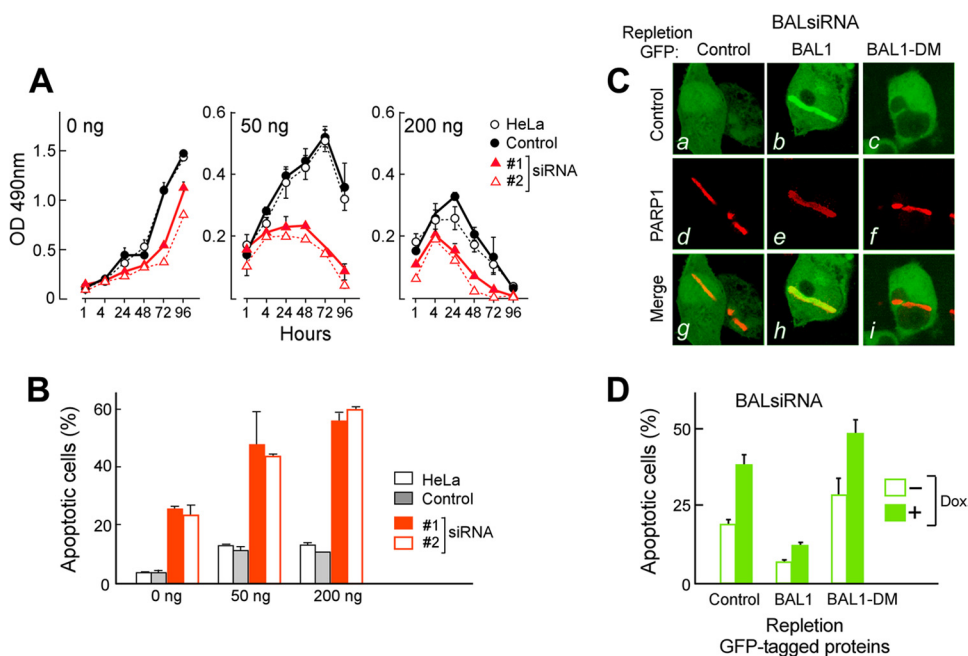 A
0 ng
50 ng
200 ng
HeLa
Control
#1
#2
siRNA
OD 490nm
1.5
1.0
0.5
0
0.6
0.4
0.2
0.6
0.4
0.2
1 4 24 48 72 96
1 4 24 48 72 96
1 4 24 48 72 96
Hours
B
Apoptotic cells (%)
60
40
20
0
HeLa
Control
#1
#2
siRNA
0 ng 50 ng 200 ng
BALsiRNA
Repletion
GFP:
Control BAL1 BAL1-DM
C
Control
a b c
PARP1
d e f
Merge
g h i
D
BALsiRNA
Apoptotic cells (%)
50
25
0
−
+
Dox
Control BAL1 BAL1-DM
Repletion
GFP-tagged proteins